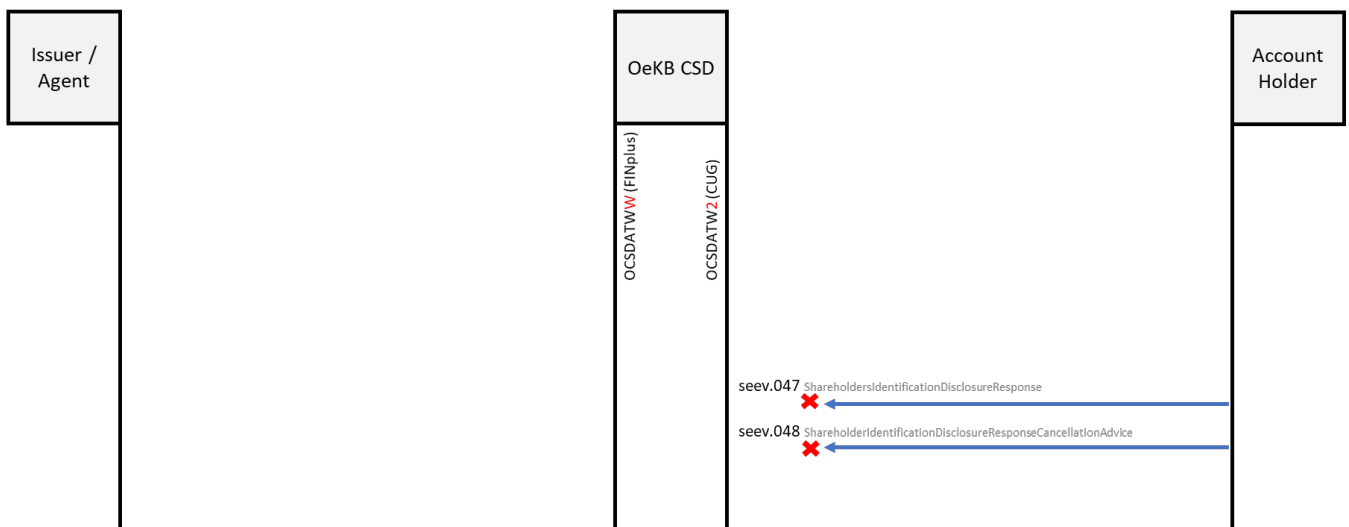 Issuer /
Agent
OeKB CSD
Account
Holder
OCSDATWW (FINplus)
OCSDATW2 (CUG)
seev.047 ShareholdersIdentificationDisclosureResponse
seev.048 ShareholderIdentificationDisclosureResponseCancellationAdvice